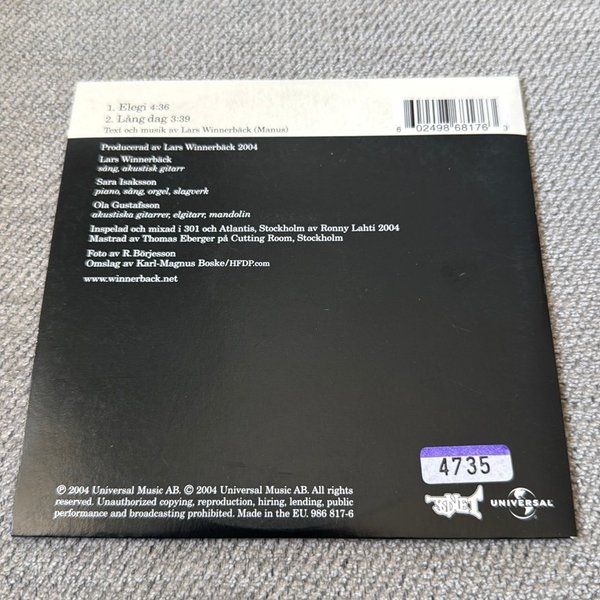 1. Elegi 4:36
2. Lång dag 3:39
Text och musik av Lars Winnerbäck (Manus)
6 02498 68176 3
Producerad av Lars Winnerbäck 2004
Lars Winnerbäck
sång, akustisk gitarr
Sara Isaksson
piano, sång, orgel, slagverk
Ola Gustafsson
akustiska gitarrer, elgitarr, mandolin
Inspelad och mixad i 301 och Atlantis, Stockholm av Ronny Lahti 2004
Mastrad av Thomas Eberger på Cutting Room, Stockholm
Foto av R.Börjesson
Omslag av Karl-Magnus Boske/HFDP.com
www.winnerback.net
4735
℗ 2004 Universal Music AB. © 2004 Universal Music AB. All rights
reserved. Unauthorized copying, reproduction, hiring, lending, public
performance and broadcasting prohibited. Made in the EU. 986 817-6
UNIVERSAL